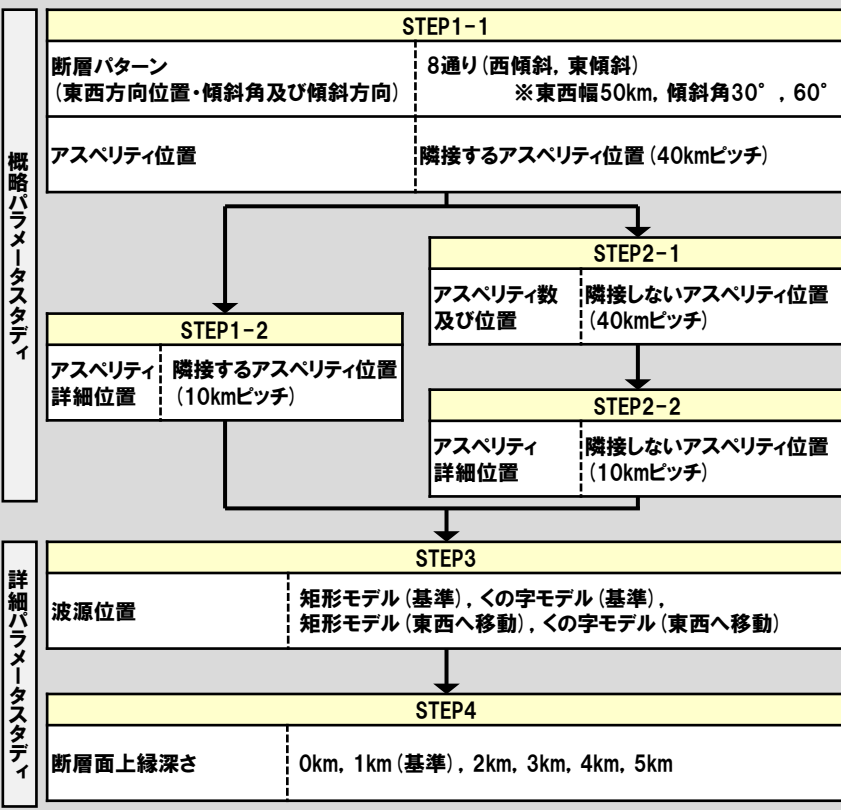 概略パラメータスタディ
STEP1-1
断層パターン
(東西方向位置・傾斜角及び傾斜方向)
8通り(西傾斜, 東傾斜)
※東西幅50km, 傾斜角30°, 60°
アスペリティ位置
隣接するアスペリティ位置(40kmピッチ)
STEP1-2
アスペリティ
詳細位置
隣接するアスペリティ位置
(10kmピッチ)
STEP2-1
アスペリティ数
及び位置
隣接しないアスペリティ位置
(40kmピッチ)
STEP2-2
アスペリティ
詳細位置
隣接しないアスペリティ位置
(10kmピッチ)
詳細パラメータスタディ
STEP3
波源位置
矩形モデル(基準), くの字モデル(基準),
矩形モデル(東西へ移動), くの字モデル(東西へ移動)
STEP4
断層面上縁深さ
0km, 1km(基準), 2km, 3km, 4km, 5km